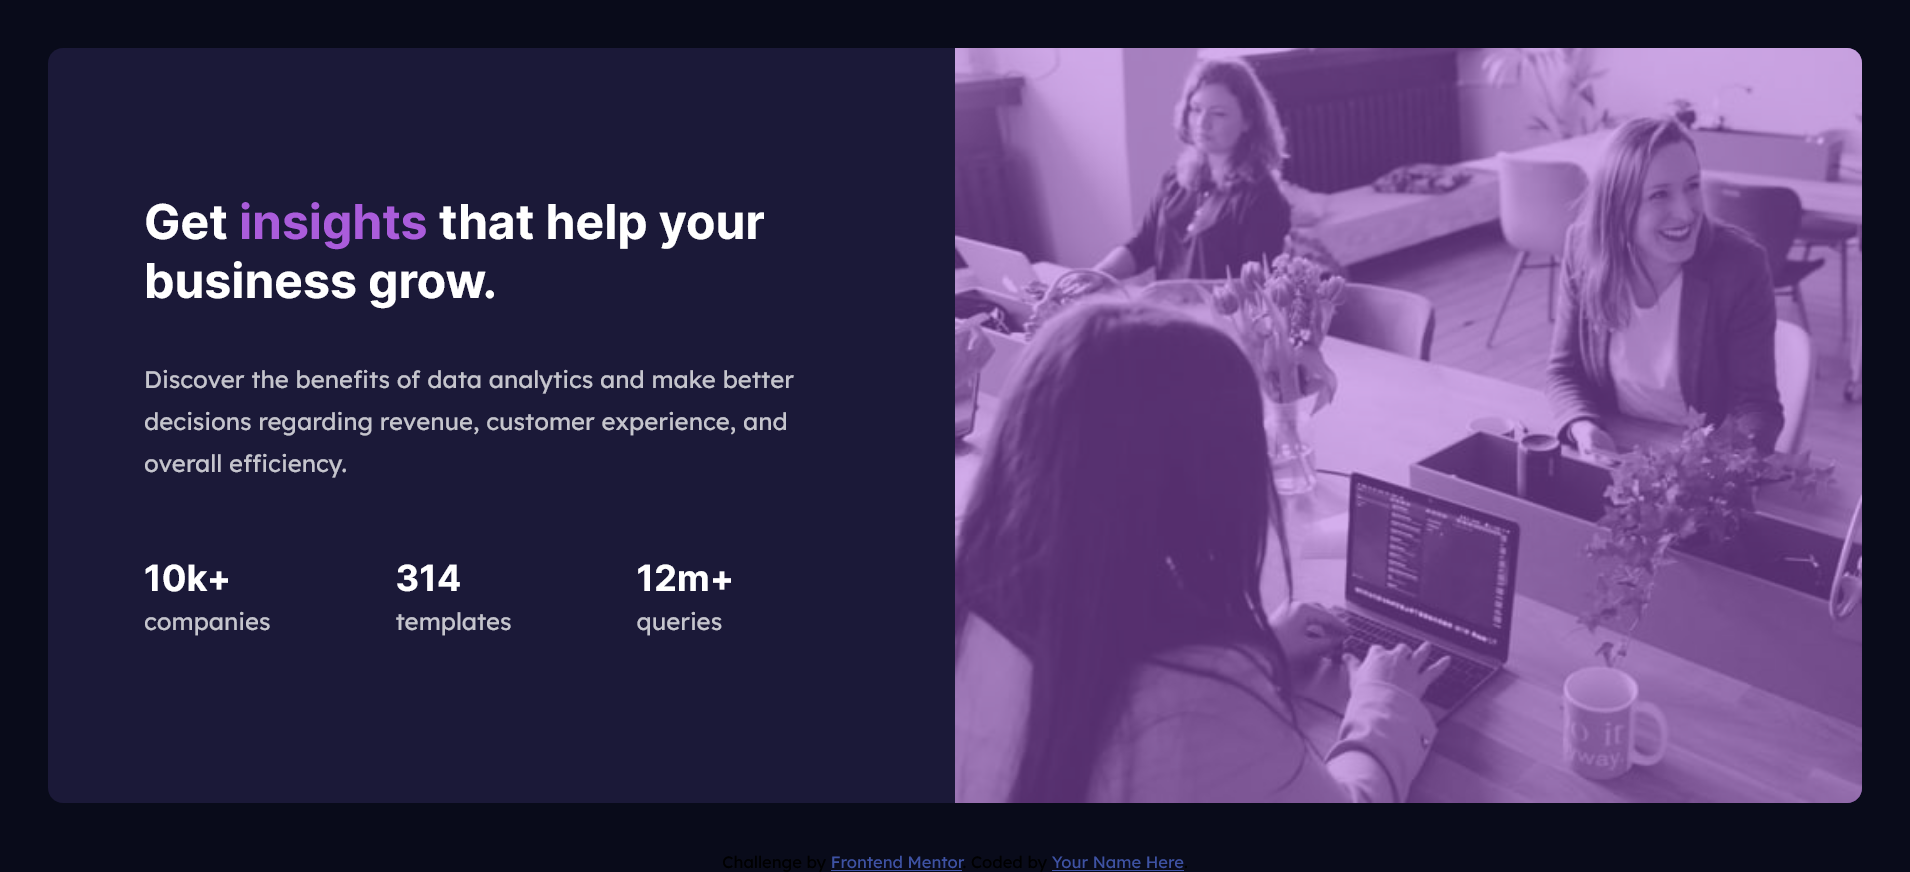 Get insights that help your
business grow.
Discover the benefits of data analytics and make better
decisions regarding revenue, customer experience, and
overall efficiency.
10k+
314
12m+
companies
templates
queries
it
Challenge by Frontend Mentor Coded by Your Name Here